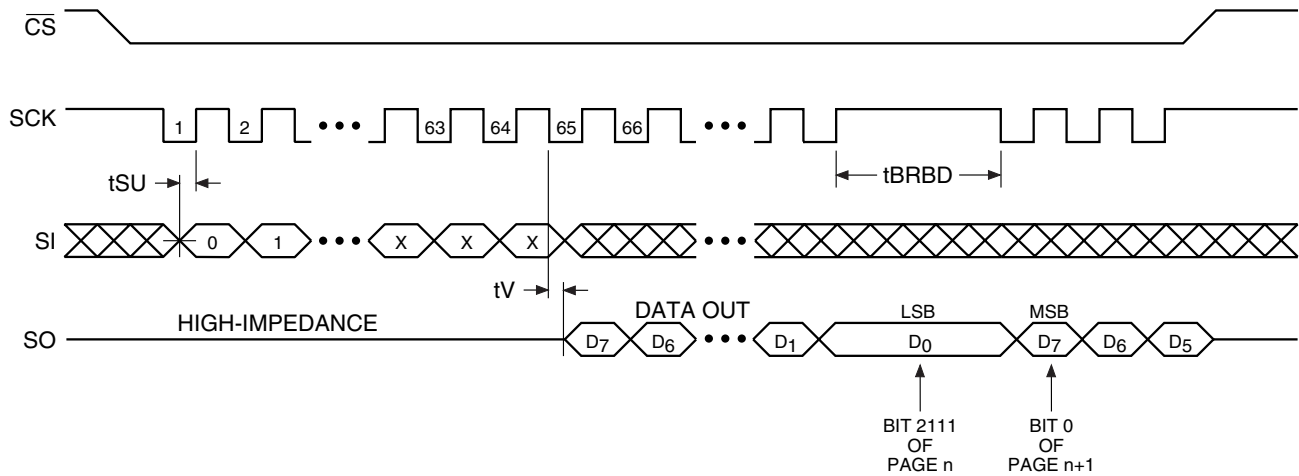 CS
SCK 1 2 63 64 65 66
tSU tBRBD
SI 0 1 X X X
tV
HIGH-IMPEDANCE DATA OUT LSB MSB
SO D7 D6 D1 D0 D7 D6 D5
BIT 2111
OF
PAGE n
BIT 0
OF
PAGE n+1